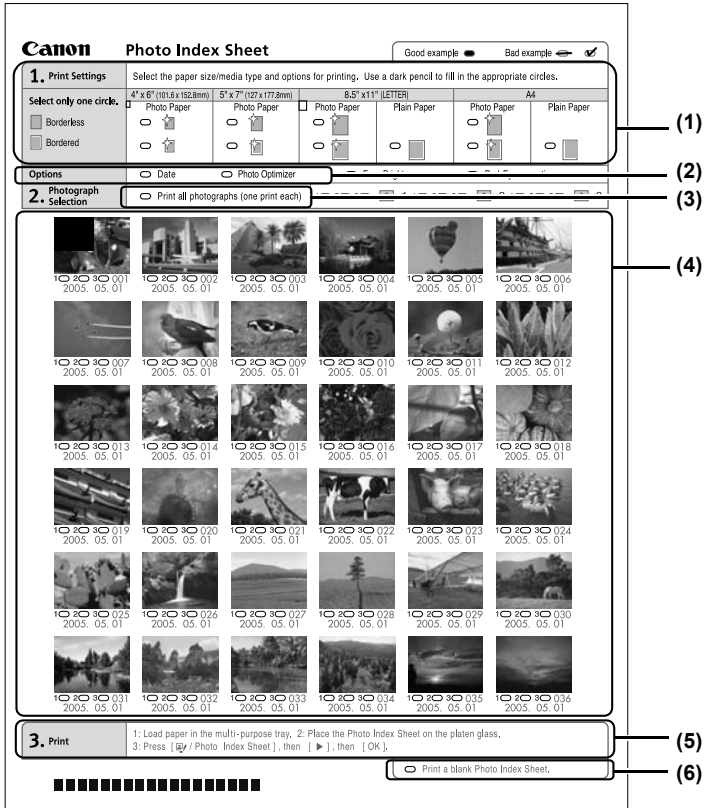 Canon Photo Index Sheet
Good example Bad example
1. Print Settings
Select the paper size/media type and options for printing. Use a dark pencil to fill in the appropriate circles.
Select only one circle.
4" x 6" (101.6 x 152.8mm) 5" x 7" (127 x 177.8mm) 8.5" x11" (LETTER) A4
Photo Paper Photo Paper Photo Paper Plain Paper Photo Paper Plain Paper
Borderless
Bordered
(1)
Options Date Photo Optimizer
(2)
2. Photograph Selection
Print all photographs (one print each)
(3)
(4)
1 2 3 001 1 2 3 002 1 2 3 003 1 2 3 004 1 2 3 005 1 2 3 006
2005. 05. 01 2005. 05. 01 2005. 05. 01 2005. 05. 01 2005. 05. 01 2005. 05. 01
1 2 3 007 1 2 3 008 1 2 3 009 1 2 3 010 1 2 3 011 1 2 3 012
2005. 05. 01 2005. 05. 01 2005. 05. 01 2005. 05. 01 2005. 05. 01 2005. 05. 01
1 2 3 013 1 2 3 014 1 2 3 015 1 2 3 016 1 2 3 017 1 2 3 018
2005. 05. 01 2005. 05. 01 2005. 05. 01 2005. 05. 01 2005. 05. 01 2005. 05. 01
1 2 3 019 1 2 3 020 1 2 3 021 1 2 3 022 1 2 3 023 1 2 3 024
2005. 05. 01 2005. 05. 01 2005. 05. 01 2005. 05. 01 2005. 05. 01 2005. 05. 01
1 2 3 025 1 2 3 026 1 2 3 027 1 2 3 028 1 2 3 029 1 2 3 030
2005. 05. 01 2005. 05. 01 2005. 05. 01 2005. 05. 01 2005. 05. 01 2005. 05. 01
1 2 3 031 1 2 3 032 1 2 3 033 1 2 3 034 1 2 3 035 1 2 3 036
2005. 05. 01 2005. 05. 01 2005. 05. 01 2005. 05. 01 2005. 05. 01 2005. 05. 01
3. Print
1: Load paper in the multi-purpose tray, 2: Place the Photo Index Sheet on the platen glass,
3: Press [ / Photo Index Sheet], then [ ▶ ], then [OK].
(5)
Print a blank Photo Index Sheet.
(6)